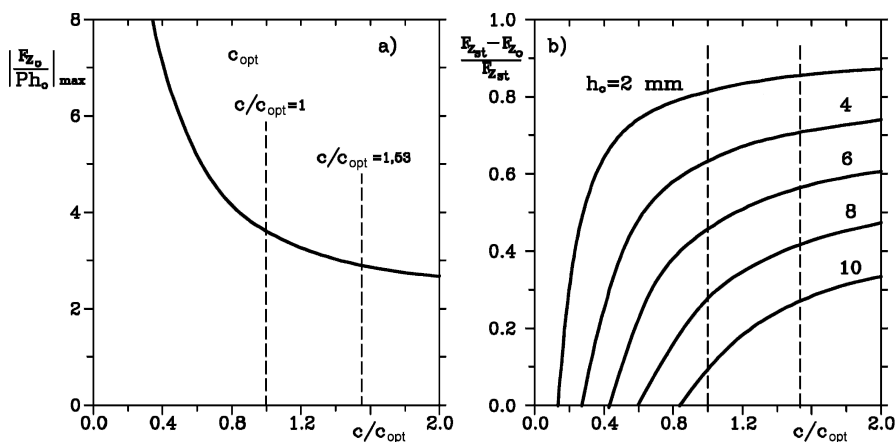 8
6
4
2
0
|F_Zo/Ph_o|max
a)
c_opt
c/c_opt=1
c/c_opt=1,53
0.0 0.4 0.8 1.2 1.6 2.0
c/c_opt
1.0
0.8
0.6
0.4
0.2
0.0
F_Zst-F_Zo
F_Zst
b)
h_o=2 mm
4
6
8
10
0.0 0.4 0.8 1.2 1.6 2.0
c/c_opt